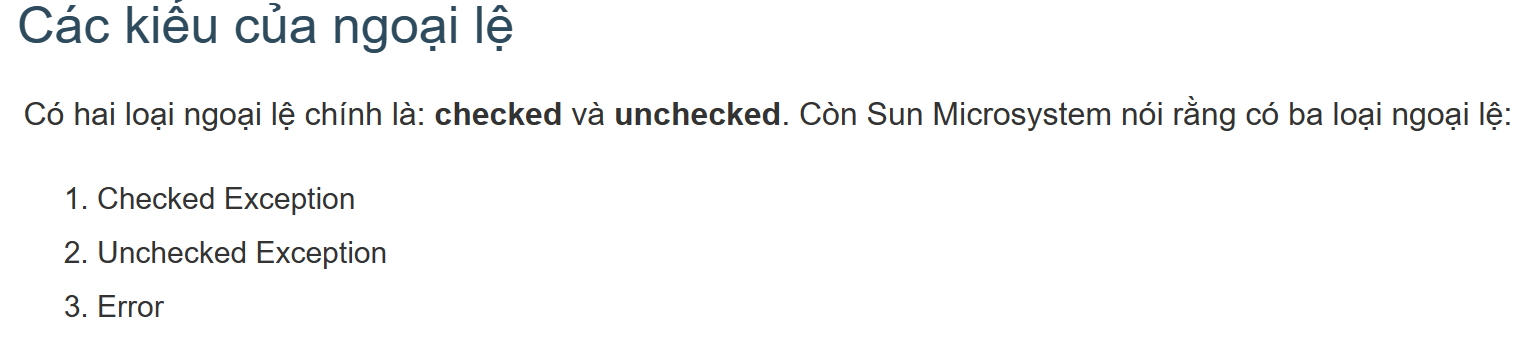 Các kiểu của ngoại lệ
Có hai loại ngoại lệ chính là: checked và unchecked. Còn Sun Microsystem nói rằng có ba loại ngoại lệ:
1. Checked Exception
2. Unchecked Exception
3. Error